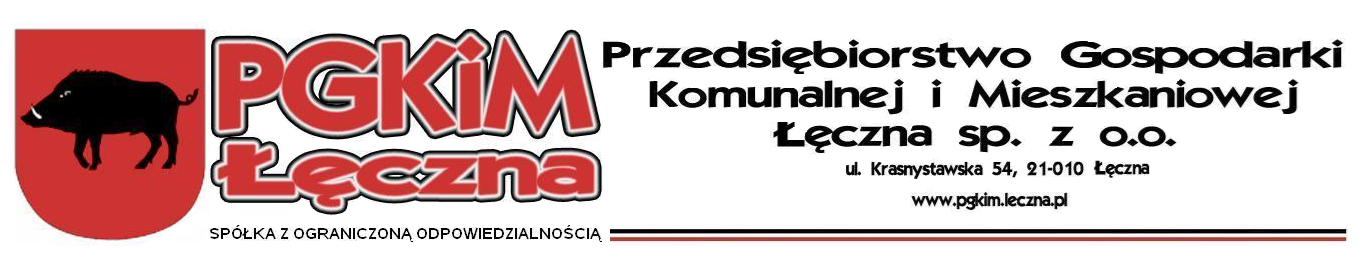 PGKiM
Łęczna
SPÓŁKA Z OGRANICZONĄ ODPOWIEDZIALNOŚCIĄ
Przedsiębiorstwo Gospodarki
Komunalnej i Mieszkaniowej
Łęczna sp. z o.o.
ul. Krasnystawska 54, 21-010 Łęczna
www.pgkim.leczna.pl